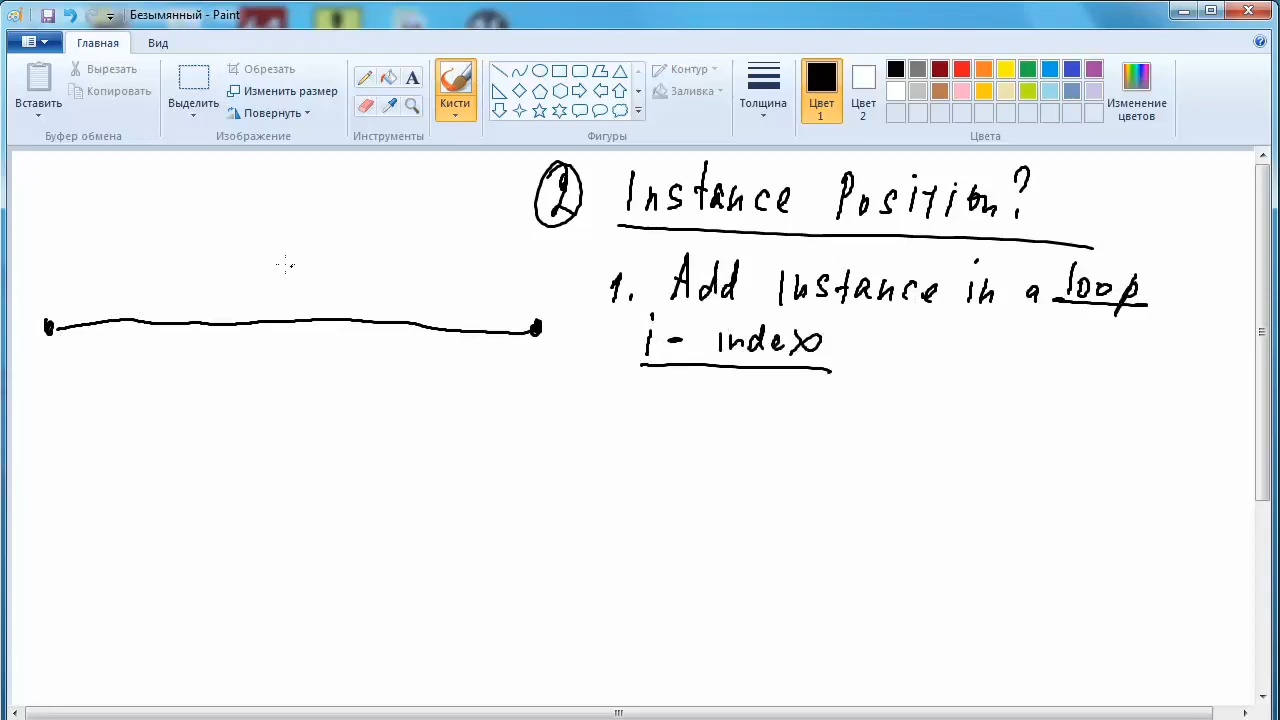 Безымянный - Paint
Главная
Вид
Вставить
Вырезать
Копировать
Буфер обмена
Выделить
Обрезать
Изменить размер
Повернуть
Изображение
Инструменты
Кисти
Фигуры
Контур
Заливка
Толщина
Цвет 1
Цвет 2
Изменение цветов
Цвета
2 Instance Position?
1. Add instance in a loop
i - index